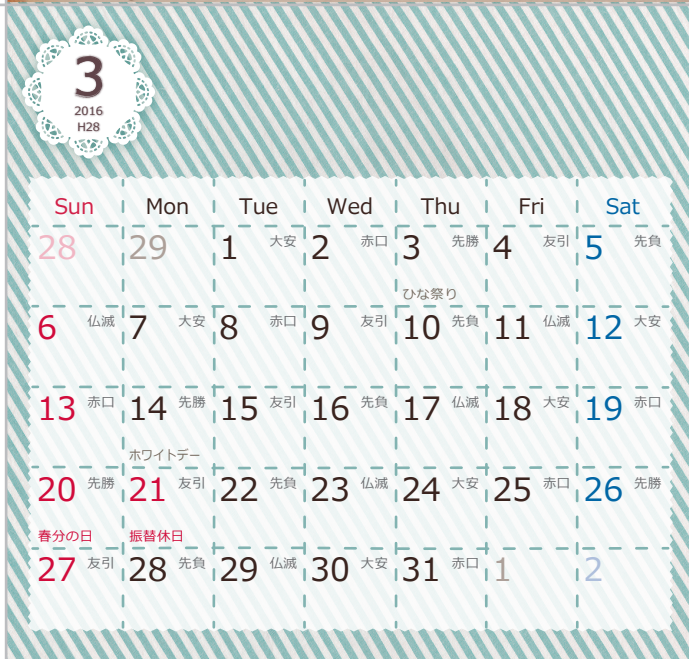 3
2016
H28
Sun Mon Tue Wed Thu Fri Sat
28 29 1 大安 2 赤口 3 先勝 4 友引 5 先負
ひな祭り
6 仏滅 7 大安 8 赤口 9 友引 10 先負 11 仏滅 12 大安
13 赤口 14 先勝 15 友引 16 先負 17 仏滅 18 大安 19 赤口
ホワイトデー
20 先勝 21 友引 22 先負 23 仏滅 24 大安 25 赤口 26 先勝
春分の日 振替休日
27 友引 28 先負 29 仏滅 30 大安 31 赤口 1 2